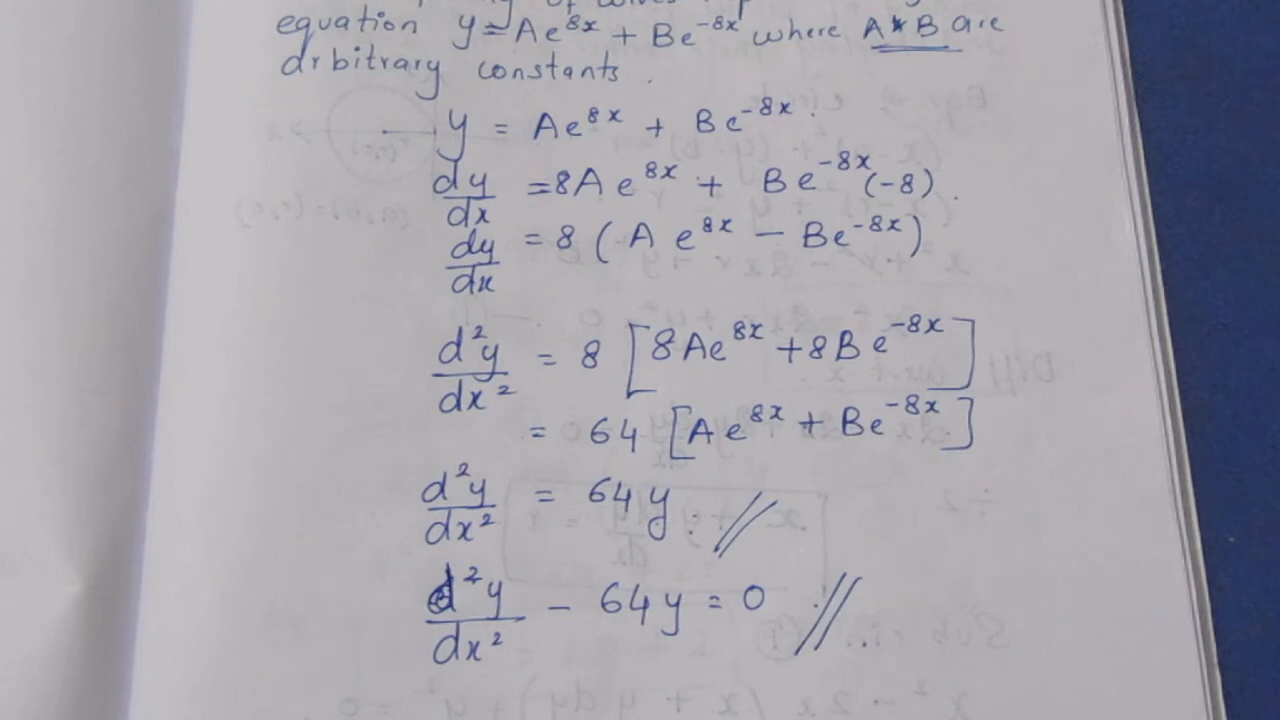 of
equation y = Ae^{8x} + Be^{-8x} where A & B are
arbitrary constants.
y = Ae^{8x} + Be^{-8x}.
dy/dx = 8Ae^{8x} + Be^{-8x}(-8).
dy/dx = 8(Ae^{8x} - Be^{-8x})
d²y/dx² = 8[8Ae^{8x} + 8Be^{-8x}]
= 64[Ae^{8x} + Be^{-8x}]
d²y/dx² = 64y. //
d²y/dx² - 64y = 0 //